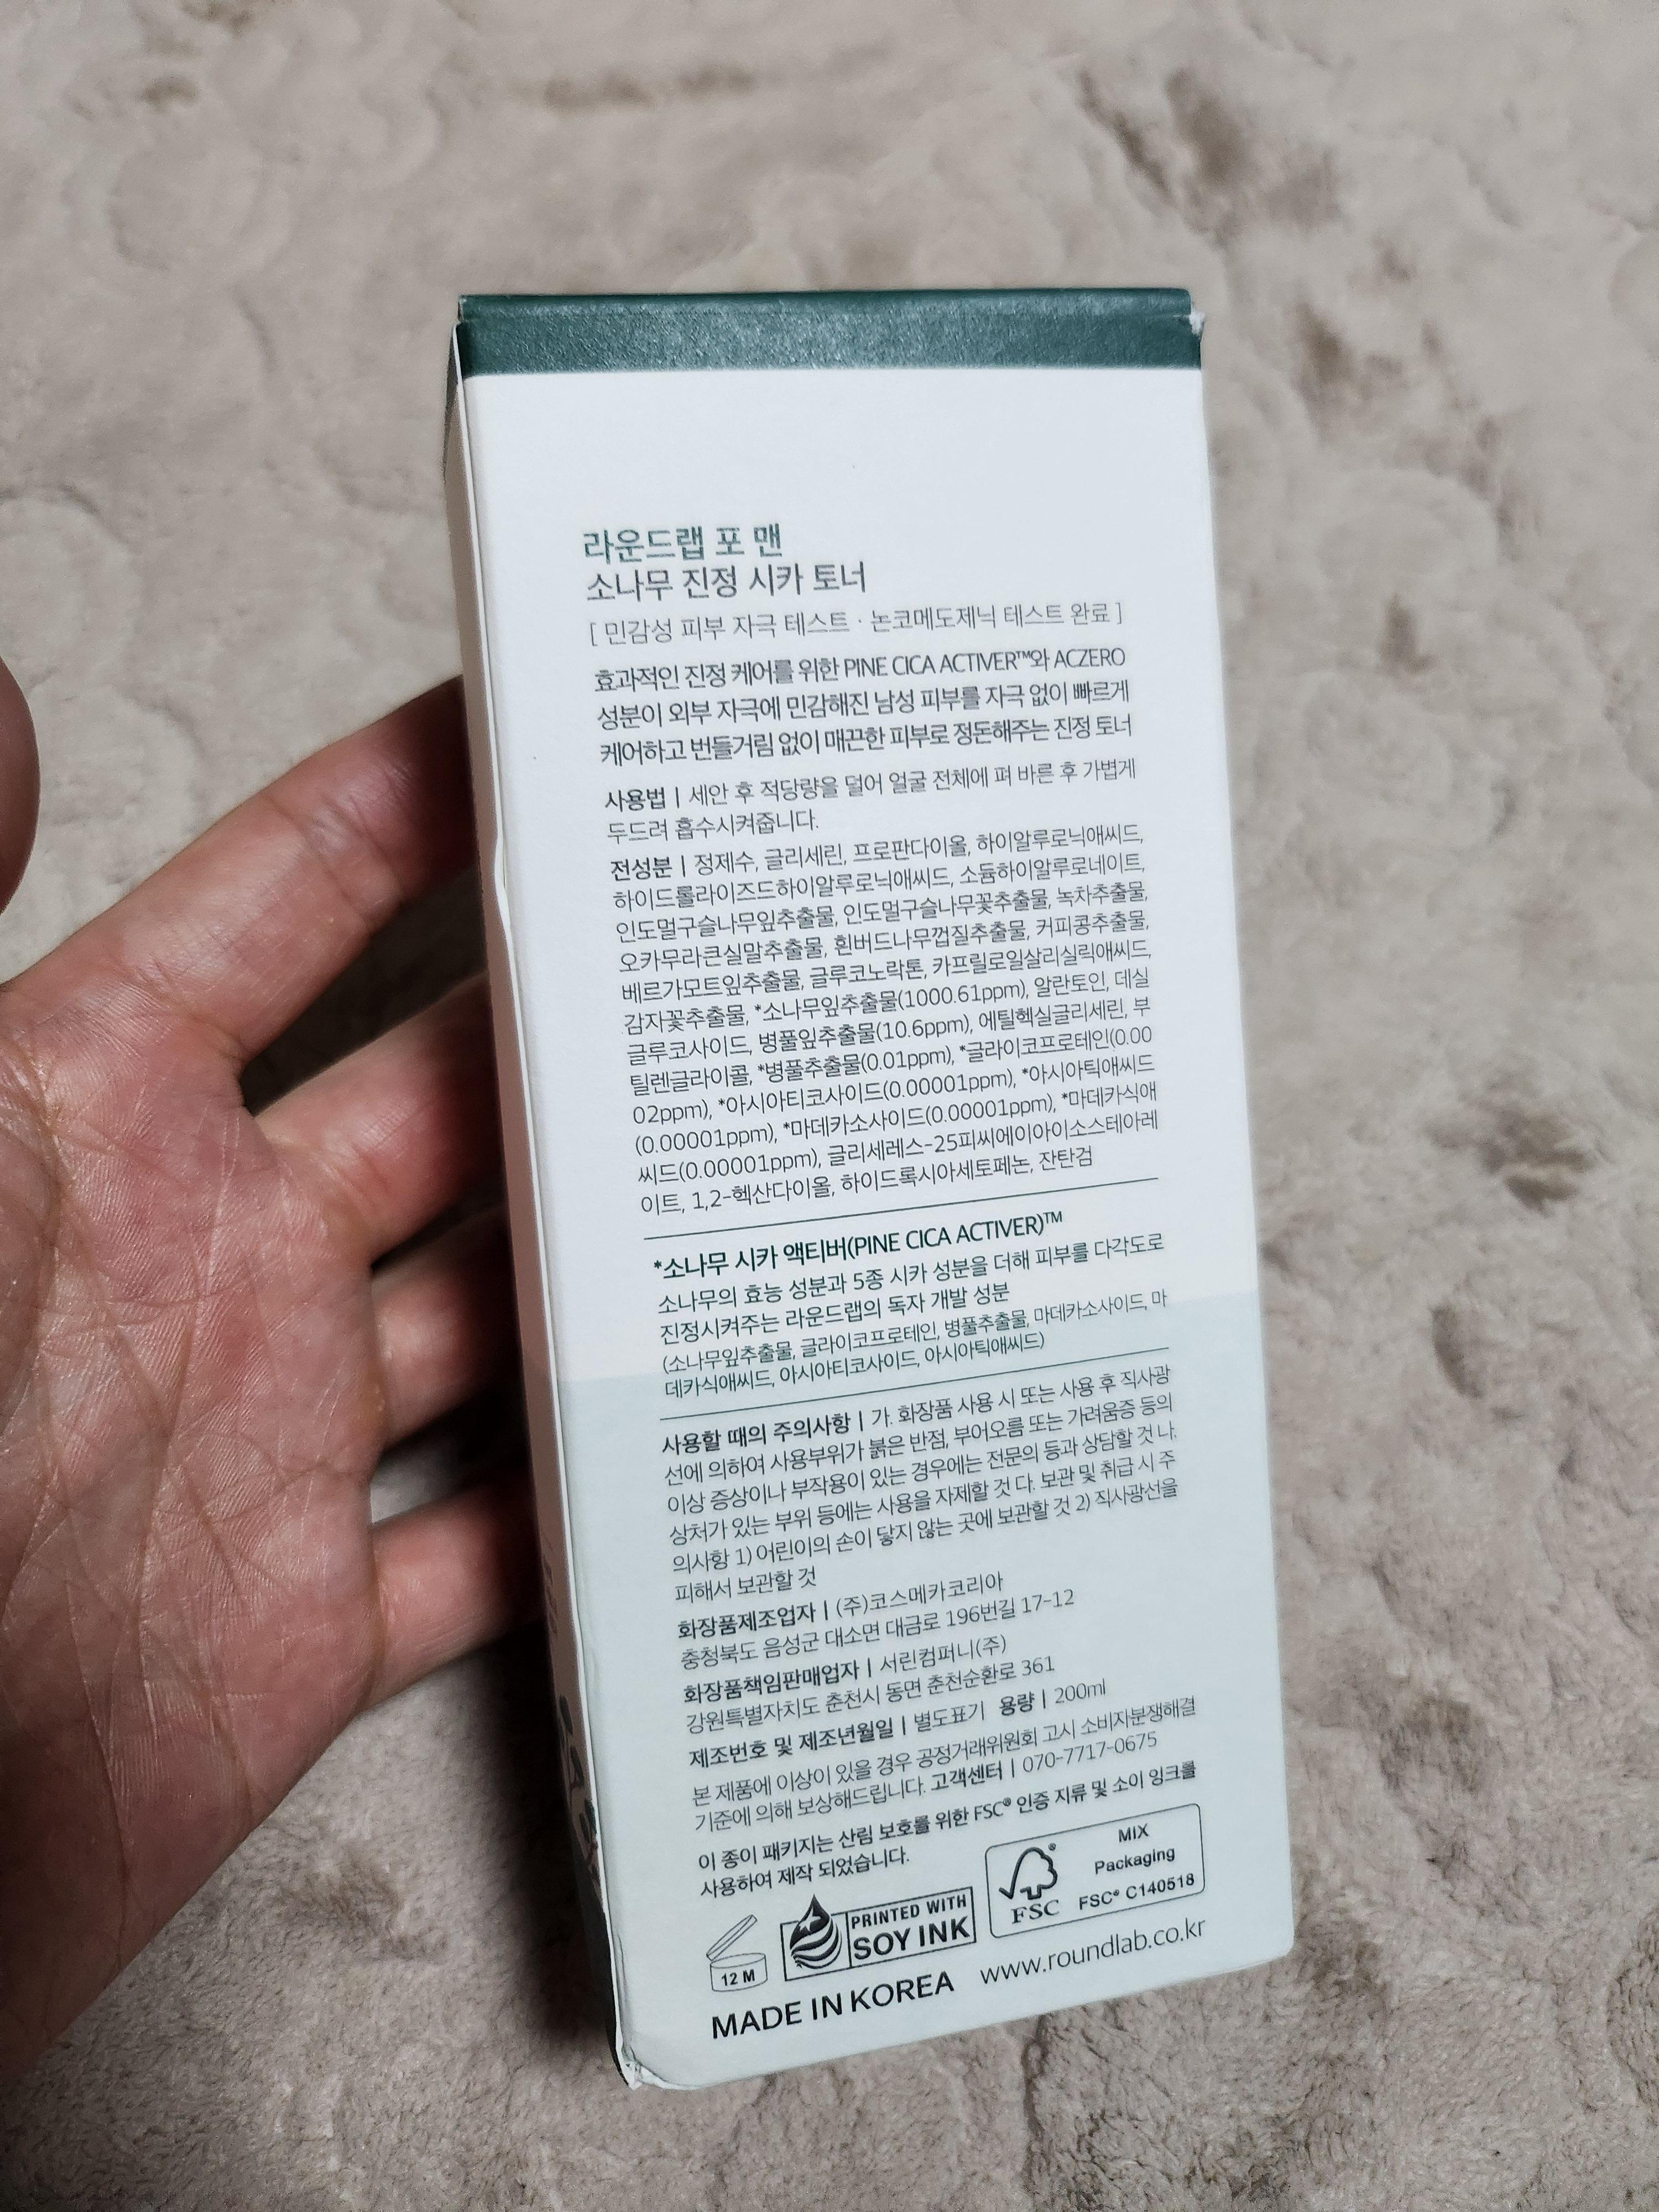 라운드랩 포 맨
소나무 진정 시카 토너
[ 민감성 피부 자극 테스트 · 논코메도제닉 테스트 완료 ]
효과적인 진정 케어를 위한 PINE CICA ACTIVER™와 ACZERO
성분이 외부 자극에 민감해진 남성 피부를 자극 없이 빠르게
케어하고 번들거림 없이 매끈한 피부로 정돈해주는 진정 토너
사용법 | 세안 후 적당량을 덜어 얼굴 전체에 펴 바른 후 가볍게
두드려 흡수시켜줍니다.
전성분 | 정제수, 글리세린, 프로판다이올, 하이알루로닉애씨드,
하이드롤라이즈드하이알루로닉애씨드, 소듐하이알루로네이트,
인도멀구슬나무잎추출물, 인도멀구슬나무꽃추출물, 녹차추출물,
오카무라큰실말추출물, 흰버드나무껍질추출물, 커피콩추출물,
베르가모트잎추출물, 글루코노락톤, 카프릴로일살리실릭애씨드,
감자꽃추출물, *소나무잎추출물(1000.61ppm), 알란토인, 데실
글루코사이드, 병풀잎추출물(10.6ppm), 에틸헥실글리세린, 부
틸렌글라이콜, *병풀추출물(0.01ppm), *글라이코프로테인(0.00
02ppm), *아시아티코사이드(0.00001ppm), *아시아틱애씨드
(0.00001ppm), *마데카소사이드(0.00001ppm), *마데카식애
씨드(0.00001ppm), 글리세레스-25피씨에이아이소스테아레
이트, 1,2-헥산다이올, 하이드록시아세토페논, 잔탄검
*소나무 시카 액티버(PINE CICA ACTIVER)™
소나무의 효능 성분과 5종 시카 성분을 더해 피부를 다각도로
진정시켜주는 라운드랩의 독자 개발 성분
(소나무잎추출물, 글라이코프로테인, 병풀추출물, 마데카소사이드, 마
데카식애씨드, 아시아티코사이드, 아시아틱애씨드)
사용할 때의 주의사항 | 가. 화장품 사용 시 또는 사용 후 직사광
선에 의하여 사용부위가 붉은 반점, 부어오름 또는 가려움증 등의
이상 증상이나 부작용이 있는 경우에는 전문의 등과 상담할 것 나.
상처가 있는 부위 등에는 사용을 자제할 것 다. 보관 및 취급 시 주
의사항 1) 어린이의 손이 닿지 않는 곳에 보관할 것 2) 직사광선을
피해서 보관할 것
화장품제조업자 | (주)코스메카코리아
충청북도 음성군 대소면 대금로 196번길 17-12
화장품책임판매업자 | 서린컴퍼니(주)
강원특별자치도 춘천시 동면 춘천순환로 361
제조번호 및 제조년월일 | 별도표기 용량 | 200ml
본 제품에 이상이 있을 경우 공정거래위원회 고시 소비자분쟁해결
기준에 의해 보상해드립니다. 고객센터 | 070-7717-0675
이 종이 패키지는 산림 보호를 위한 FSC® 인증 지류 및 소이 잉크를
사용하여 제작 되었습니다.
12 M
PRINTED WITH
SOY INK
FSC
MIX
Packaging
FSC® C140518
MADE IN KOREA www.roundlab.co.kr